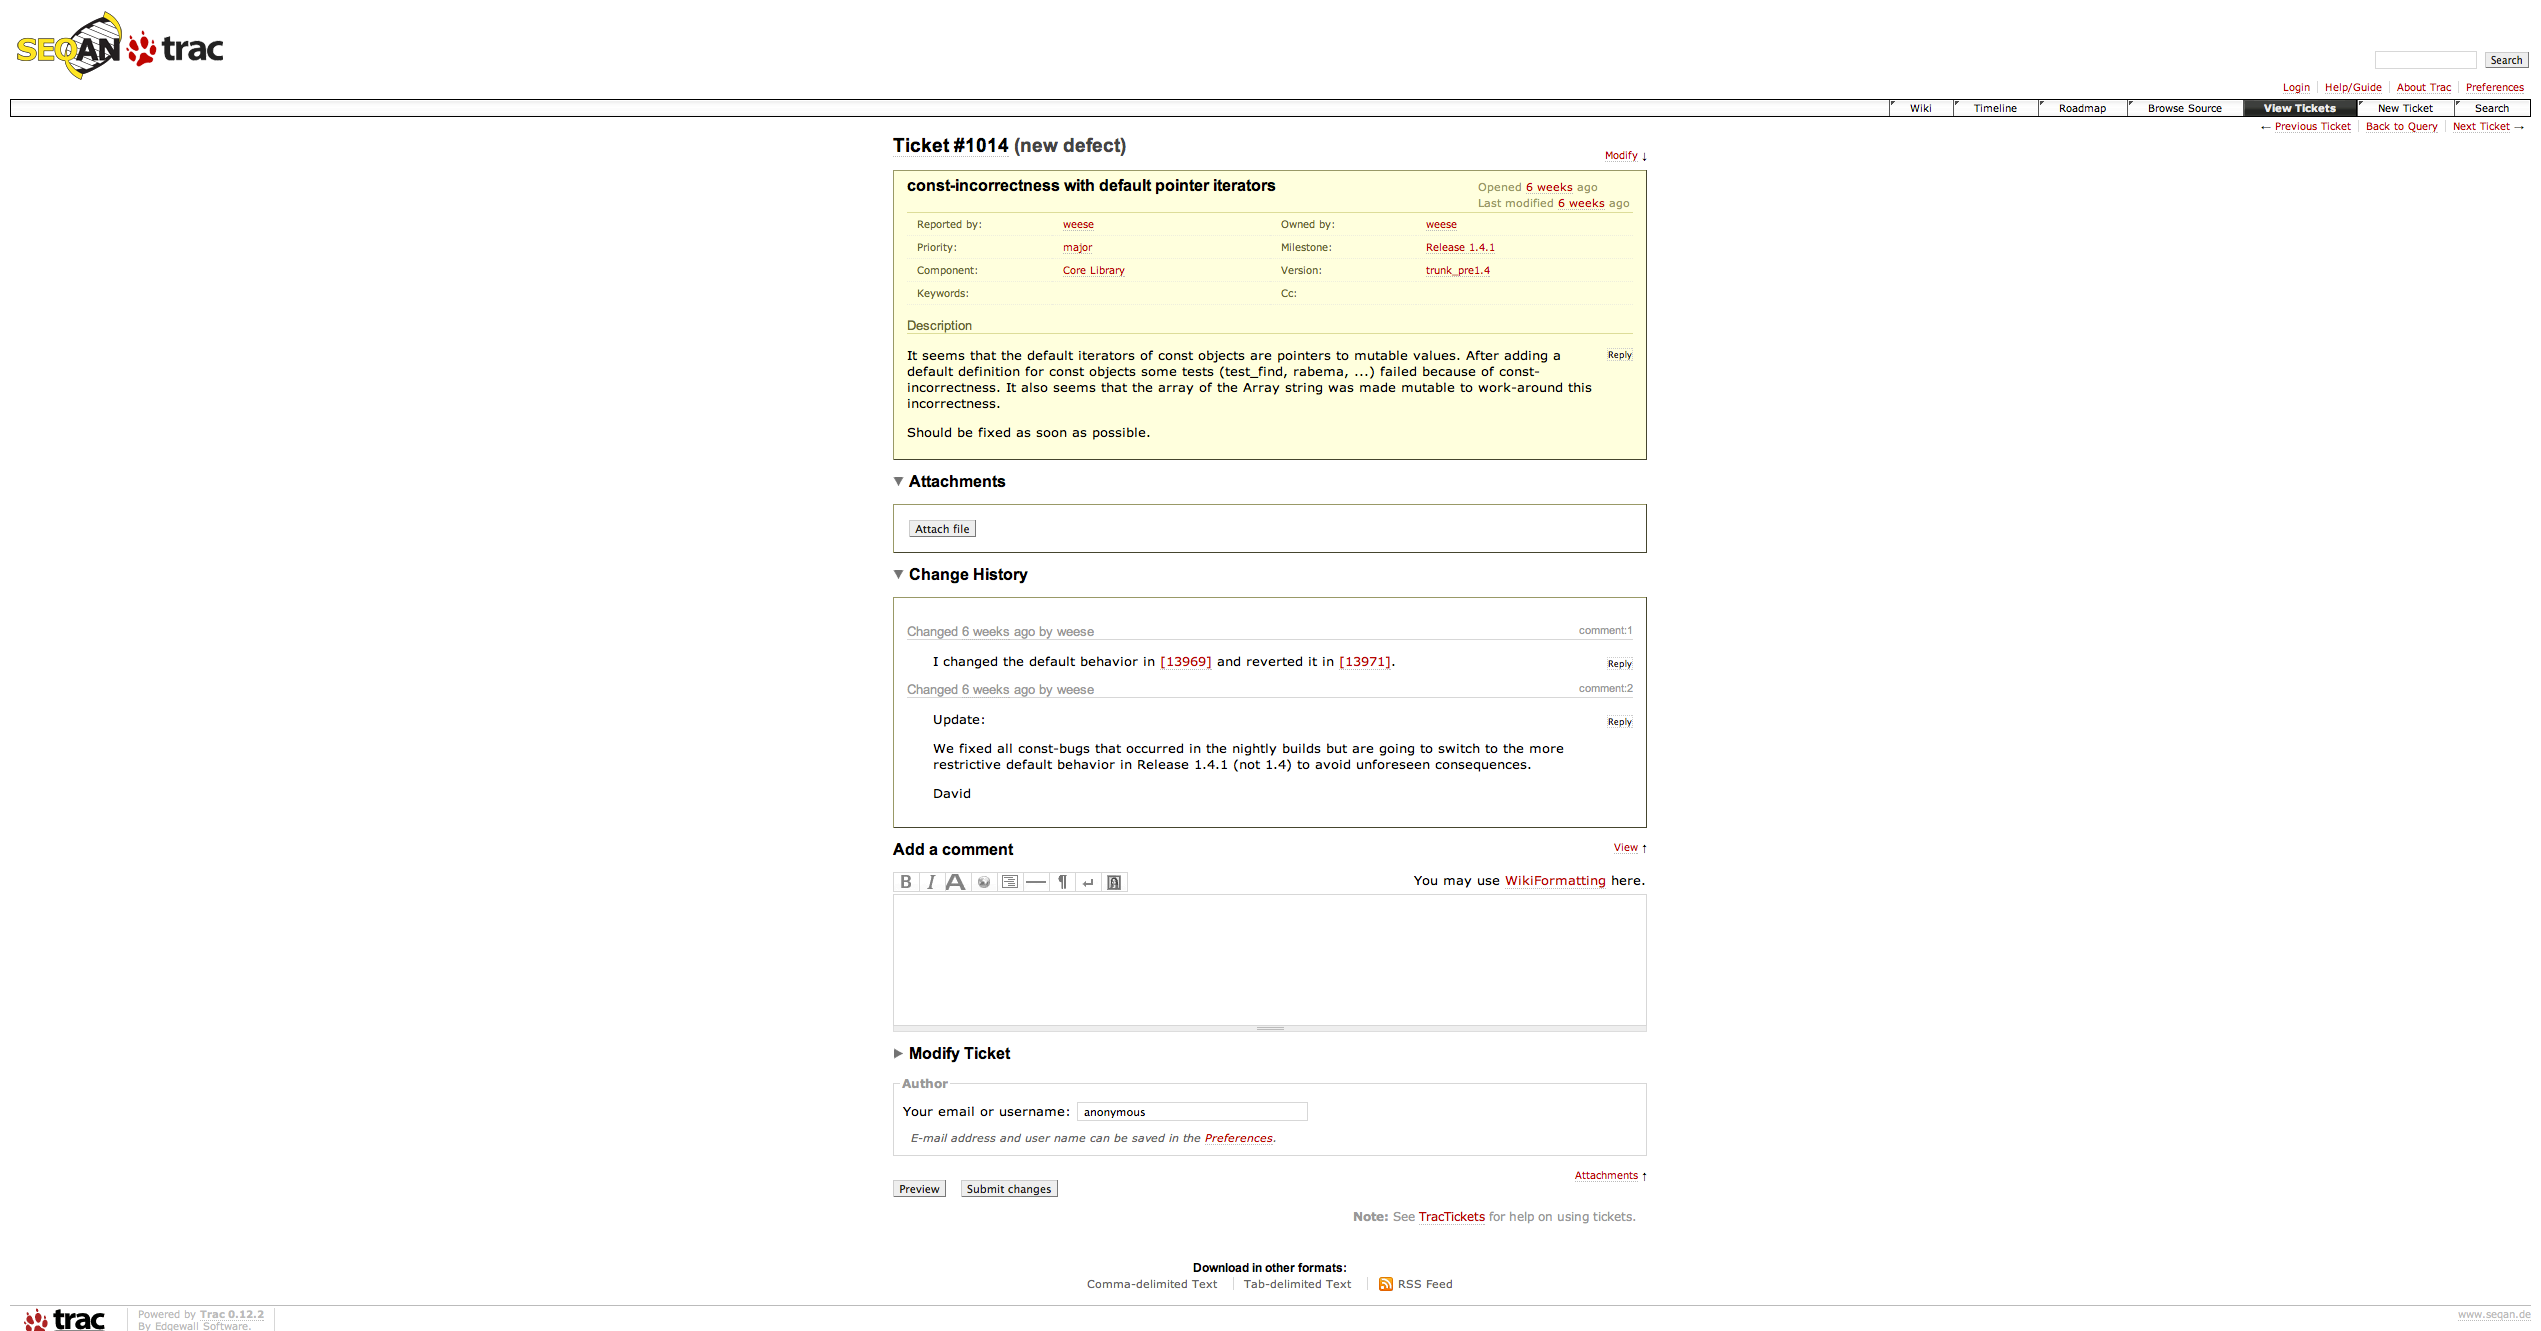 SEQAN trac
Search
Login Help/Guide About Trac Preferences
Wiki Timeline Roadmap Browse Source View Tickets New Ticket Search
← Previous Ticket Back to Query Next Ticket →
Ticket #1014 (new defect)
Modify ↓
const-incorrectness with default pointer iterators
Opened 6 weeks ago
Last modified 6 weeks ago
Reported by: weese Owned by: weese
Priority: major Milestone: Release 1.4.1
Component: Core Library Version: trunk_pre1.4
Keywords: Cc:
Description
It seems that the default iterators of const objects are pointers to mutable values. After adding a
Reply
default definition for const objects some tests (test_find, rabema, ...) failed because of const-
incorrectness. It also seems that the array of the Array string was made mutable to work-around this
incorrectness.
Should be fixed as soon as possible.
Attachments
Attach file
Change History
Changed 6 weeks ago by weese comment:1
I changed the default behavior in [13969] and reverted it in [13971].
Reply
Changed 6 weeks ago by weese comment:2
Update:
Reply
We fixed all const-bugs that occurred in the nightly builds but are going to switch to the more
restrictive default behavior in Release 1.4.1 (not 1.4) to avoid unforeseen consequences.
David
Add a comment
View ↑
B I A ¶ ↵
You may use WikiFormatting here.
Modify Ticket
Author
Your email or username: anonymous
E-mail address and user name can be saved in the Preferences.
Attachments ↑
Preview Submit changes
Note: See TracTickets for help on using tickets.
Download in other formats:
Comma-delimited Text Tab-delimited Text RSS Feed
trac
Powered by Trac 0.12.2
By Edgewall Software.
www.seqan.de